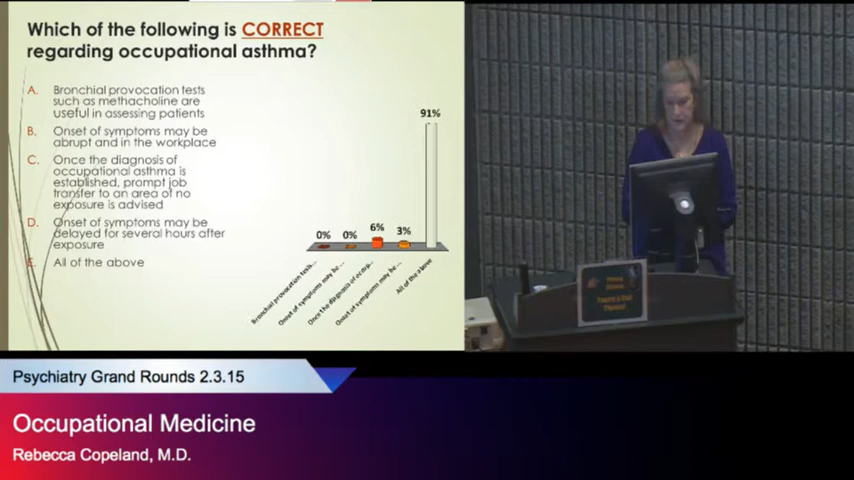 Which of the following is CORRECT
regarding occupational asthma?
A. Bronchial provocation tests
such as methacholine are
useful in assessing patients
B. Onset of symptoms may be
abrupt and in the workplace
C. Once the diagnosis of
occupational asthma is
established, prompt job
transfer to an area of no
exposure is advised
D. Onset of symptoms may be
delayed for several hours after
exposure
E. All of the above
0%
0%
6%
3%
91%
Bronchial provocation tests...
Onset of symptoms may be...
Once the diagnosis of occup...
Onset of symptoms may be...
All of the above
Psychiatry Grand Rounds 2.3.15
Occupational Medicine
Rebecca Copeland, M.D.